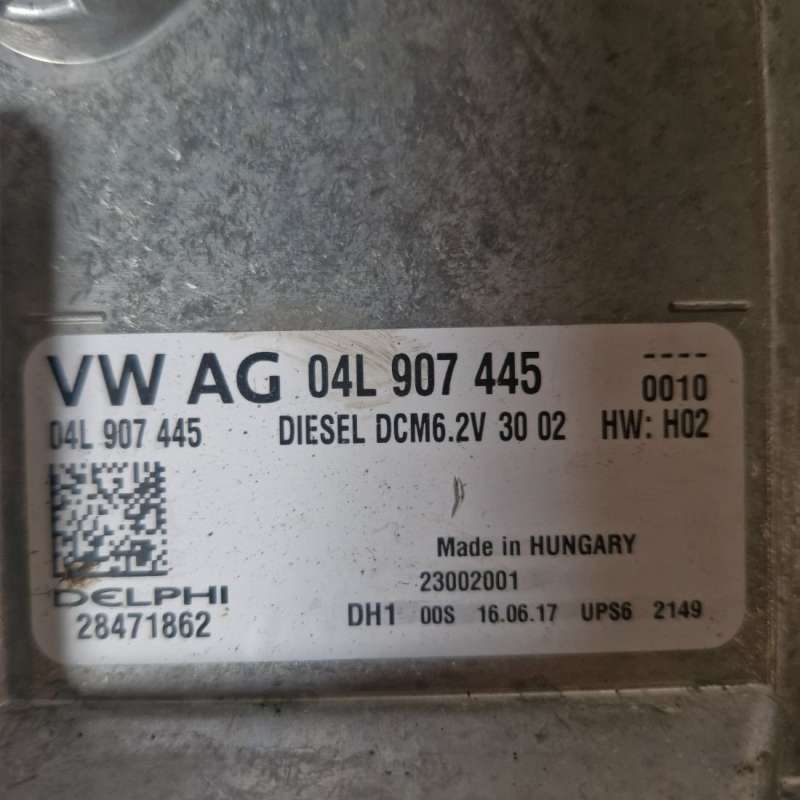 VW AG 04L 907 445 ----
0010
04L 907 445 DIESEL DCM6.2V 30 02 HW: H02
Made in HUNGARY
23002001
DELPHI
28471862
DH1 00S 16.06.17 UPS6 2149